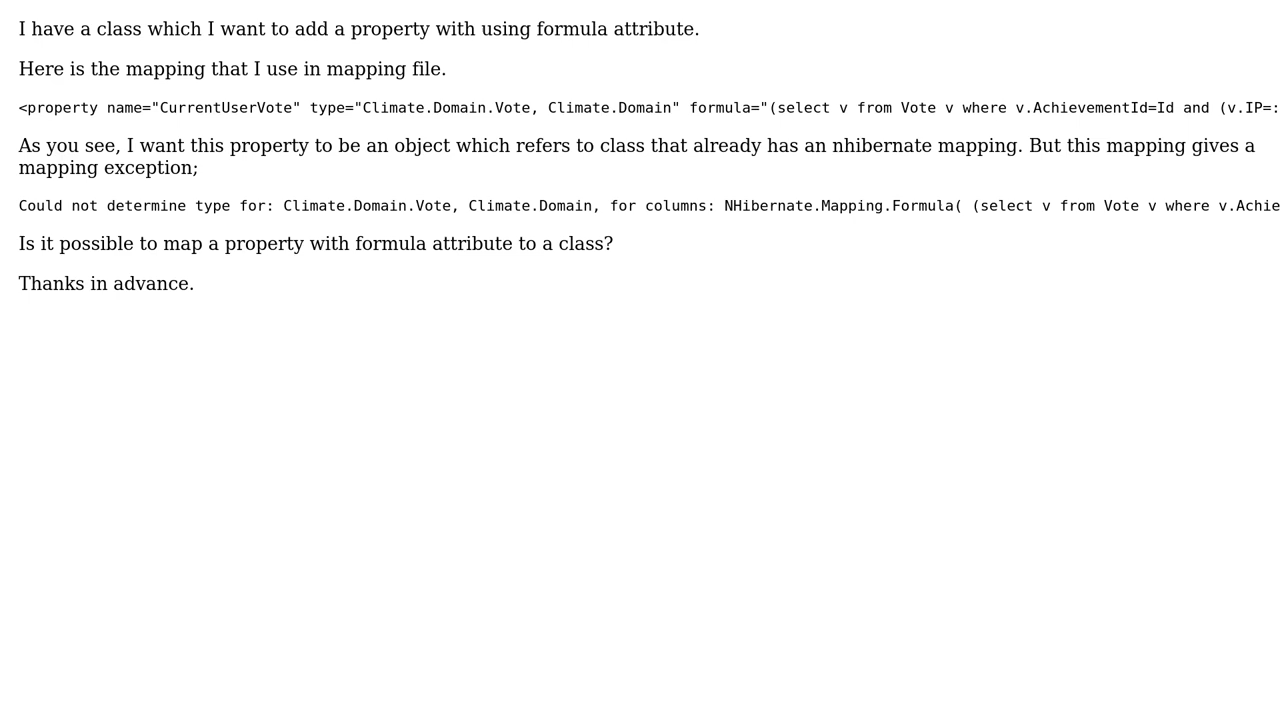 I have a class which I want to add a property with using formula attribute.
Here is the mapping that I use in mapping file.
<property name="CurrentUserVote" type="Climate.Domain.Vote, Climate.Domain" formula="(select v from Vote v where v.AchievementId=Id and (v.IP=:
As you see, I want this property to be an object which refers to class that already has an nhibernate mapping. But this mapping gives a
mapping exception;
Could not determine type for: Climate.Domain.Vote, Climate.Domain, for columns: NHibernate.Mapping.Formula( (select v from Vote v where v.Achie
Is it possible to map a property with formula attribute to a class?
Thanks in advance.